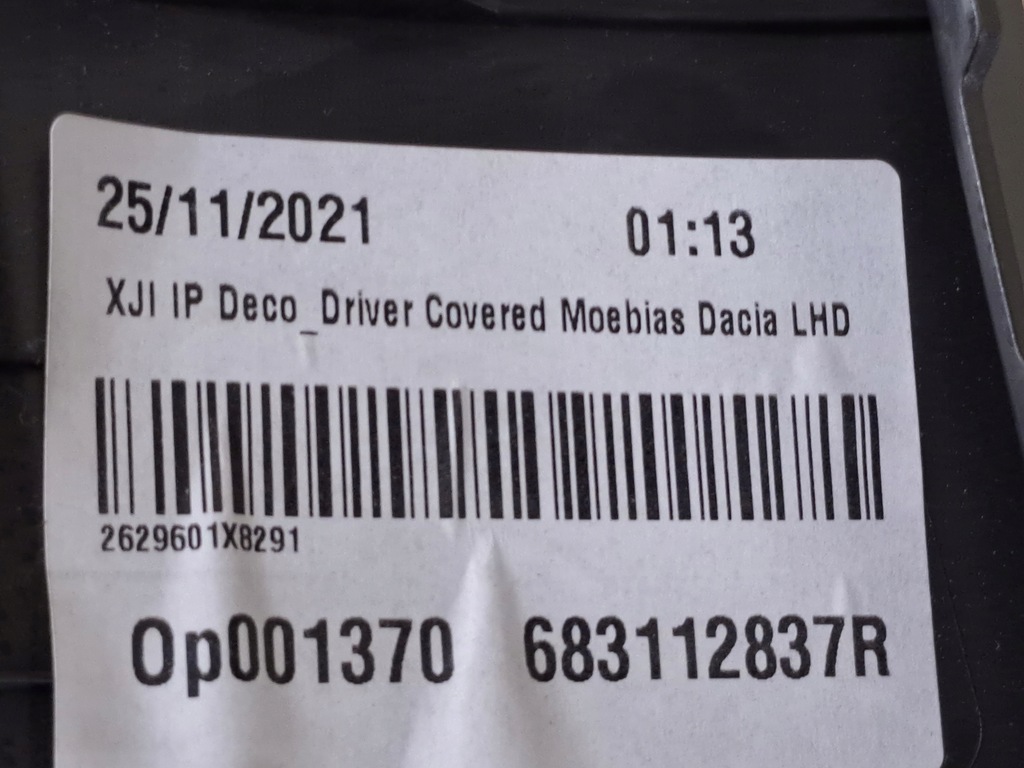 25/11/2021 01:13
XJI IP Deco_Driver Covered Moebias Dacia LHD
2629601X8291
Op001370 683112837R